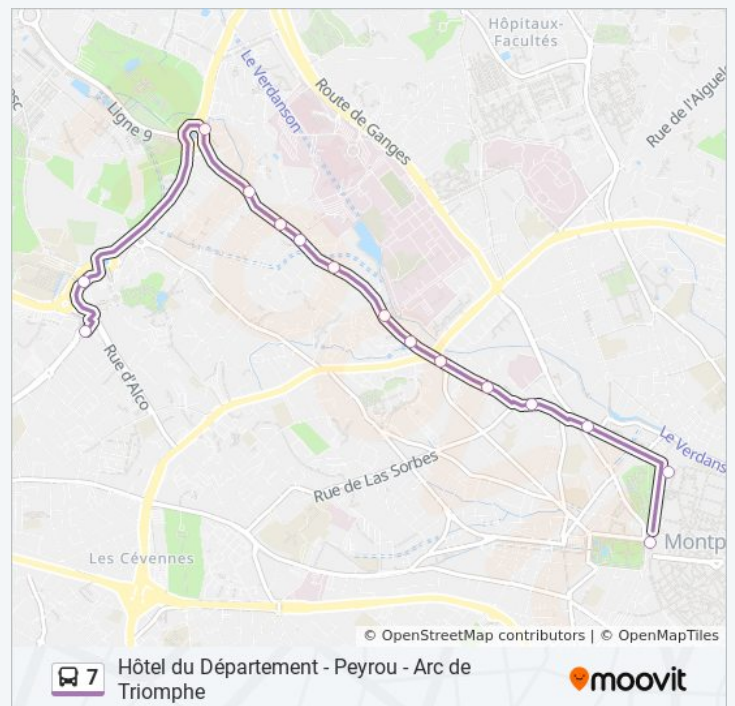 Hôpitaux-
Facultés
Le Verdanson
Route de Ganges
Rue de l'Aiguel
Ligne 9
sc
Rue d'Alco
Le Verdans
Rue de Las Sorbes
Montp
Les Cévennes
© OpenStreetMap contributors | © OpenMapTiles
7
Hôtel du Département - Peyrou - Arc de
Triomphe
moovit